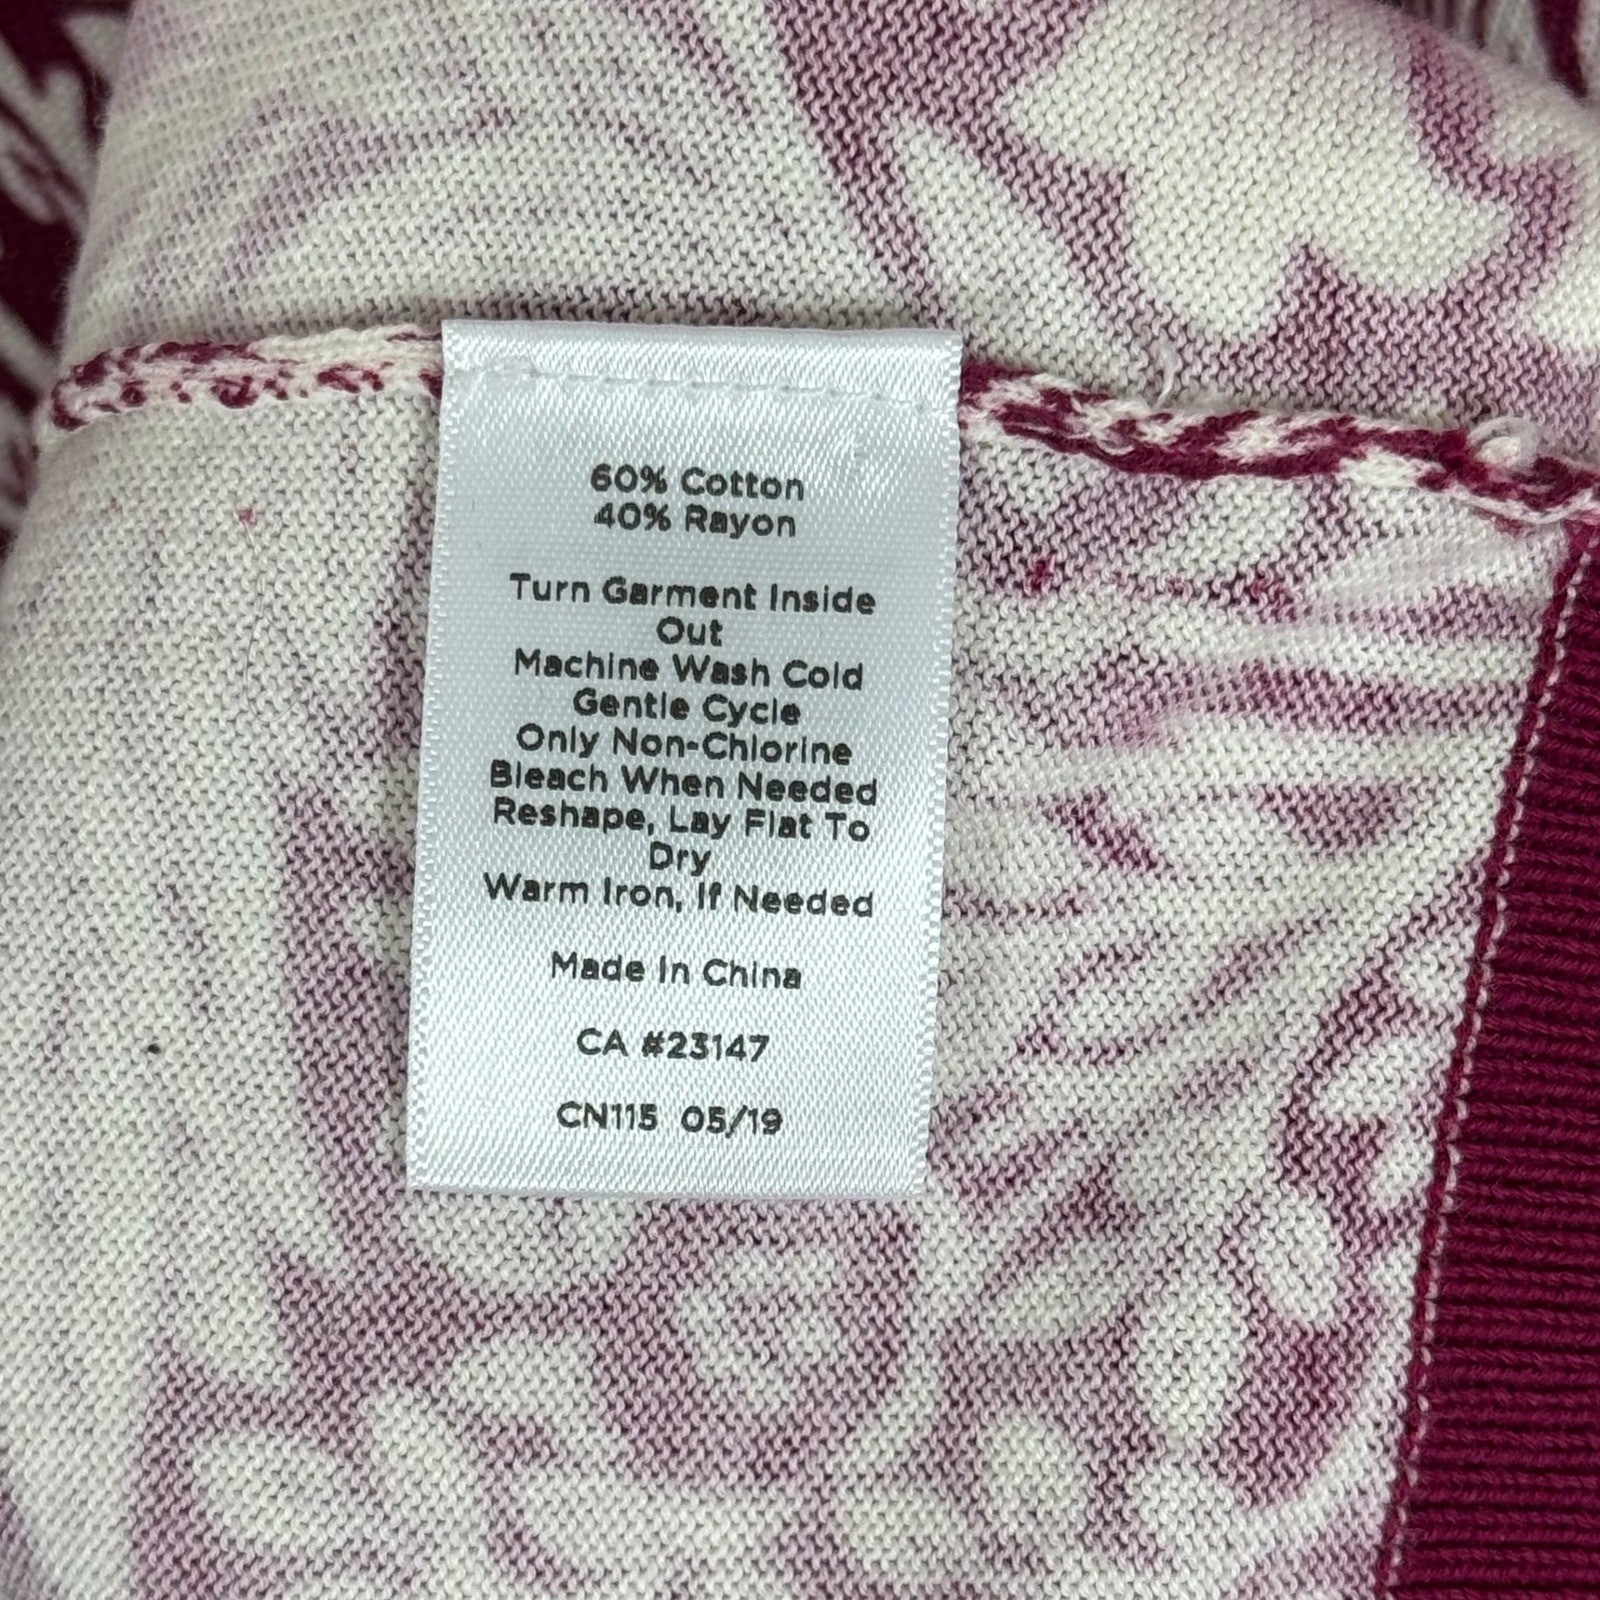 60% Cotton
40% Rayon
Turn Garment Inside
Out
Machine Wash Cold
Gentle Cycle
Only Non-Chlorine
Bleach When Needed
Reshape, Lay Flat To
Dry
Warm Iron, If Needed
Made In China
CA #23147
CN115 05/19